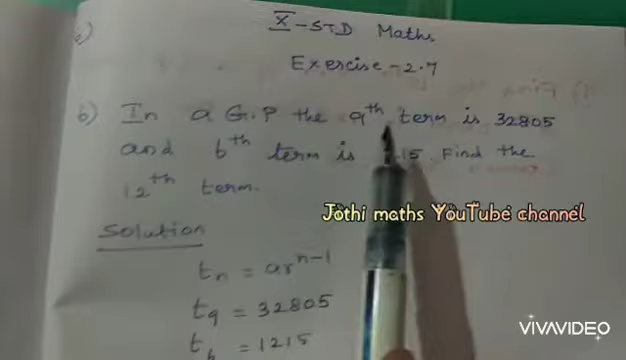 X-STD Maths
a)
Exercise-2.7
6) In a G.P the 9th term is 32805
and 6th term is 15. Find the
12th term.
Jothi maths YouTube channel
Solution
tn = ar^n-1
t9 = 32805
t6 = 1215
VIVAVIDEO